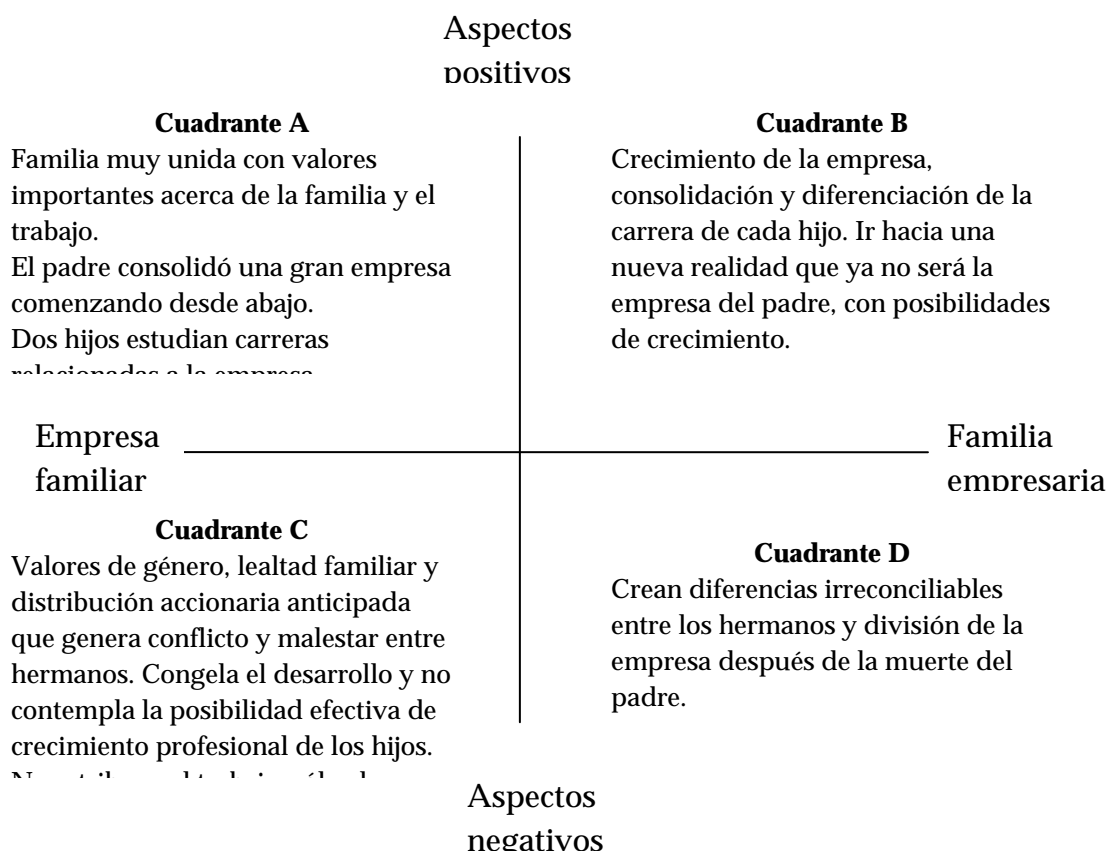 Aspectos
positivos
Cuadrante A
Familia muy unida con valores
importantes acerca de la familia y el
trabajo.
El padre consolidó una gran empresa
comenzando desde abajo.
Dos hijos estudian carreras
relacionadas a la empresa
Cuadrante B
Crecimiento de la empresa,
consolidación y diferenciación de la
carrera de cada hijo. Ir hacia una
nueva realidad que ya no será la
empresa del padre, con posibilidades
de crecimiento.
Empresa
familiar
Familia
empresaria
Cuadrante C
Valores de género, lealtad familiar y
distribución accionaria anticipada
que genera conflicto y malestar entre
hermanos. Congela el desarrollo y no
contempla la posibilidad efectiva de
crecimiento profesional de los hijos.
Cuadrante D
Crean diferencias irreconciliables
entre los hermanos y división de la
empresa después de la muerte del
padre.
Aspectos
negativos